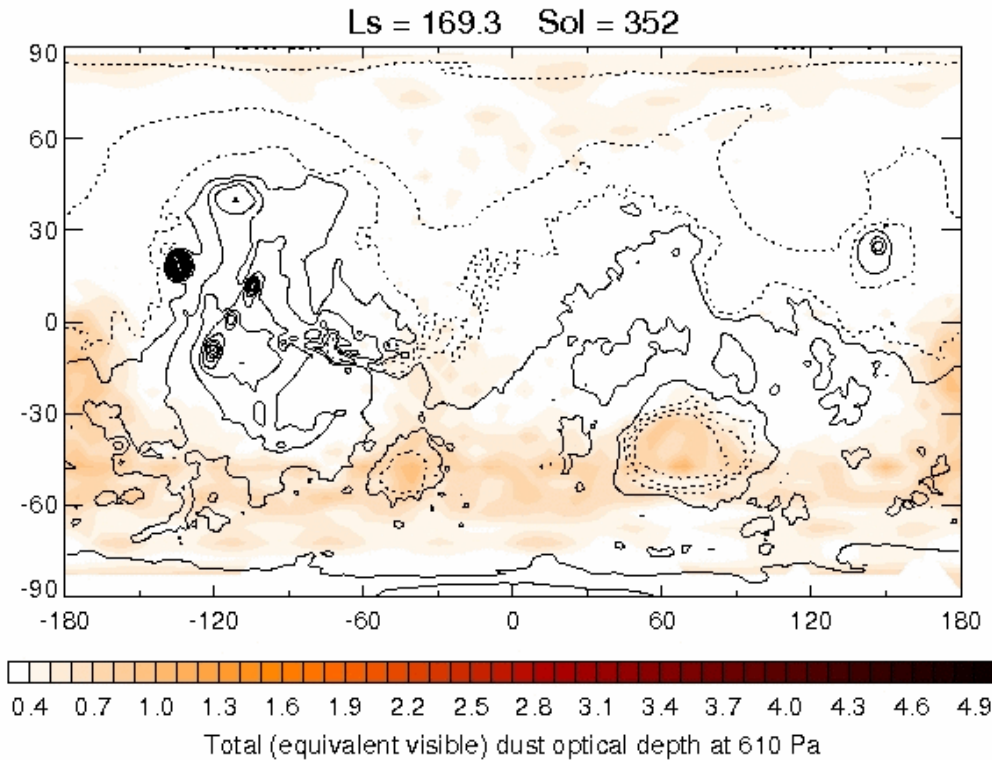 Ls = 169.3 Sol = 352
90
60
30
0
-30
-60
-90
-180 -120 -60 0 60 120 180
0.4 0.7 1.0 1.3 1.6 1.9 2.2 2.5 2.8 3.1 3.4 3.7 4.0 4.3 4.6 4.9
Total (equivalent visible) dust optical depth at 610 Pa